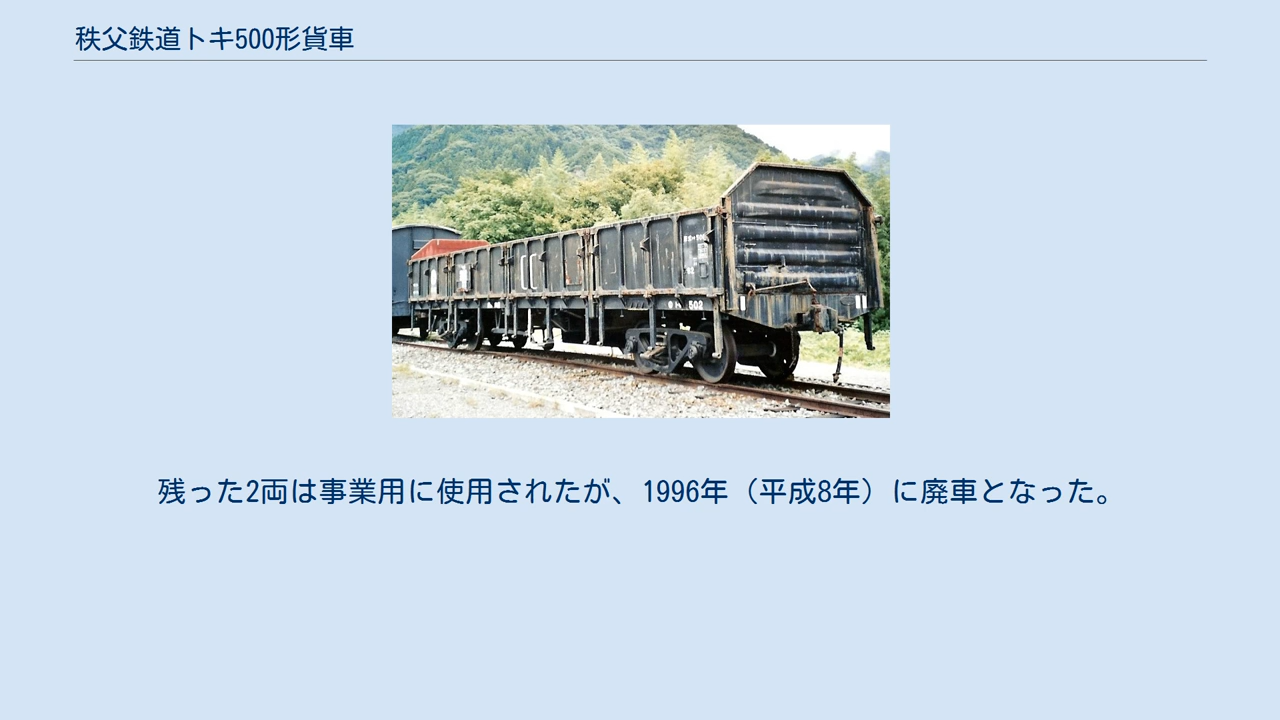 秩父鉄道トキ500形貨車
502
残った2両は事業用に使用されたが、1996年（平成8年）に廃車となった。